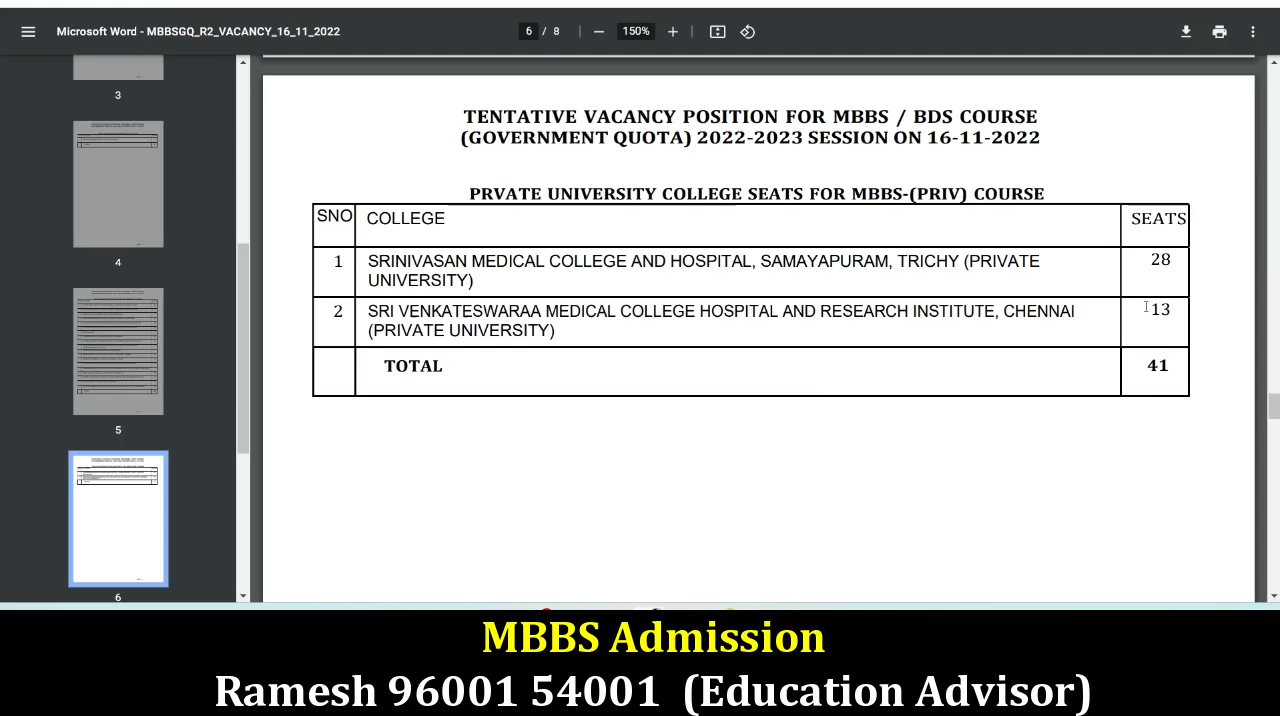 Microsoft Word - MBBSGQ_R2_VACANCY_16_11_2022
6 / 8
150%
3
4
5
6
TENTATIVE VACANCY POSITION FOR MBBS / BDS COURSE
(GOVERNMENT QUOTA) 2022-2023 SESSION ON 16-11-2022
PRVATE UNIVERSITY COLLEGE SEATS FOR MBBS-(PRIV) COURSE
SNO COLLEGE SEATS
1 SRINIVASAN MEDICAL COLLEGE AND HOSPITAL, SAMAYAPURAM, TRICHY (PRIVATE 28
UNIVERSITY)
2 SRI VENKATESWARAA MEDICAL COLLEGE HOSPITAL AND RESEARCH INSTITUTE, CHENNAI 13
(PRIVATE UNIVERSITY)
TOTAL 41
MBBS Admission
Ramesh 96001 54001 (Education Advisor)